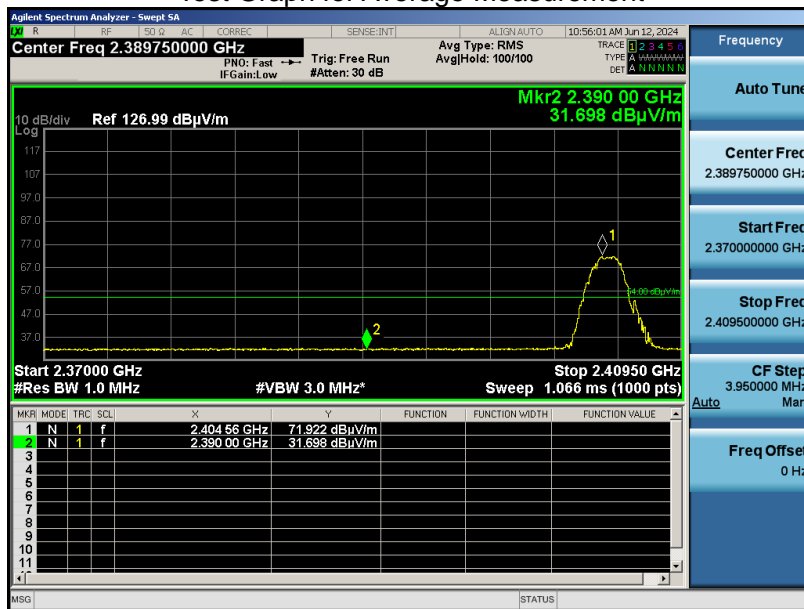 Test Graph for Average Measurement
Agilent Spectrum Analyzer - Swept SA
LXI R RF 50 Ω AC CORREC SENSE:INT ALIGN AUTO 10:56:01 AM Jun 12, 2024
Center Freq 2.389750000 GHz
PNO: Fast Trig: Free Run
IFGain:Low #Atten: 30 dB
Avg Type: RMS
Avg|Hold: 100/100
TRACE 1 2 3 4 5 6
TYPE A WWWWW
DET A N N N N N
Mkr2 2.390 00 GHz
31.698 dBµV/m
10 dB/div Ref 126.99 dBµV/m
Log
117
107
97.0
87.0
77.0
67.0
57.0
47.0
37.0
1
2
54.00 dBµV/m
Start 2.37000 GHz Stop 2.40950 GHz
#Res BW 1.0 MHz #VBW 3.0 MHz* Sweep 1.066 ms (1000 pts)
MKR MODE TRC SCL X Y FUNCTION FUNCTION WIDTH FUNCTION VALUE
1 N 1 f 2.404 56 GHz 71.922 dBµV/m
2 N 1 f 2.390 00 GHz 31.698 dBµV/m
3
4
5
6
7
8
9
10
11
MSG STATUS
Frequency
Auto Tune
Center Freq
2.389750000 GHz
Start Freq
2.370000000 GHz
Stop Freq
2.409500000 GHz
CF Step
3.950000 MHz
Auto Man
Freq Offset
0 Hz